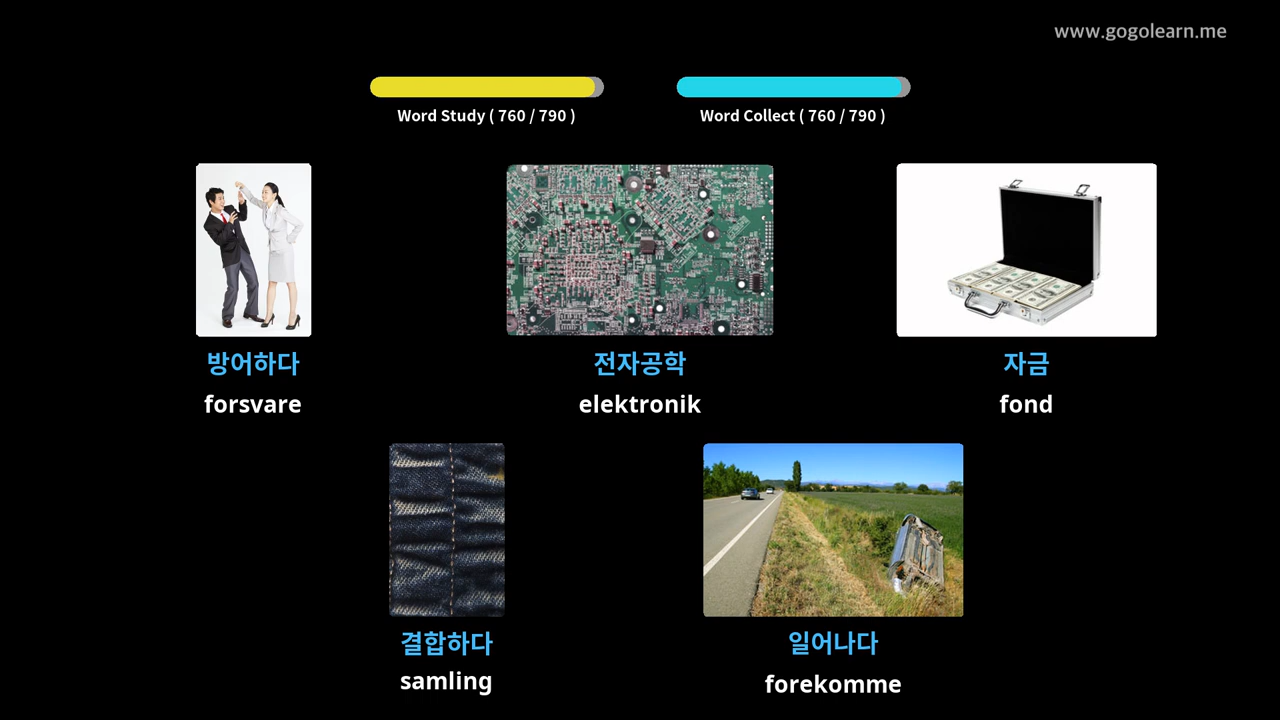 www.gogolearn.me
Word Study ( 760 / 790 )
Word Collect ( 760 / 790 )
방어하다
forsvare
전자공학
elektronik
자금
fond
결합하다
samling
일어나다
forekomme